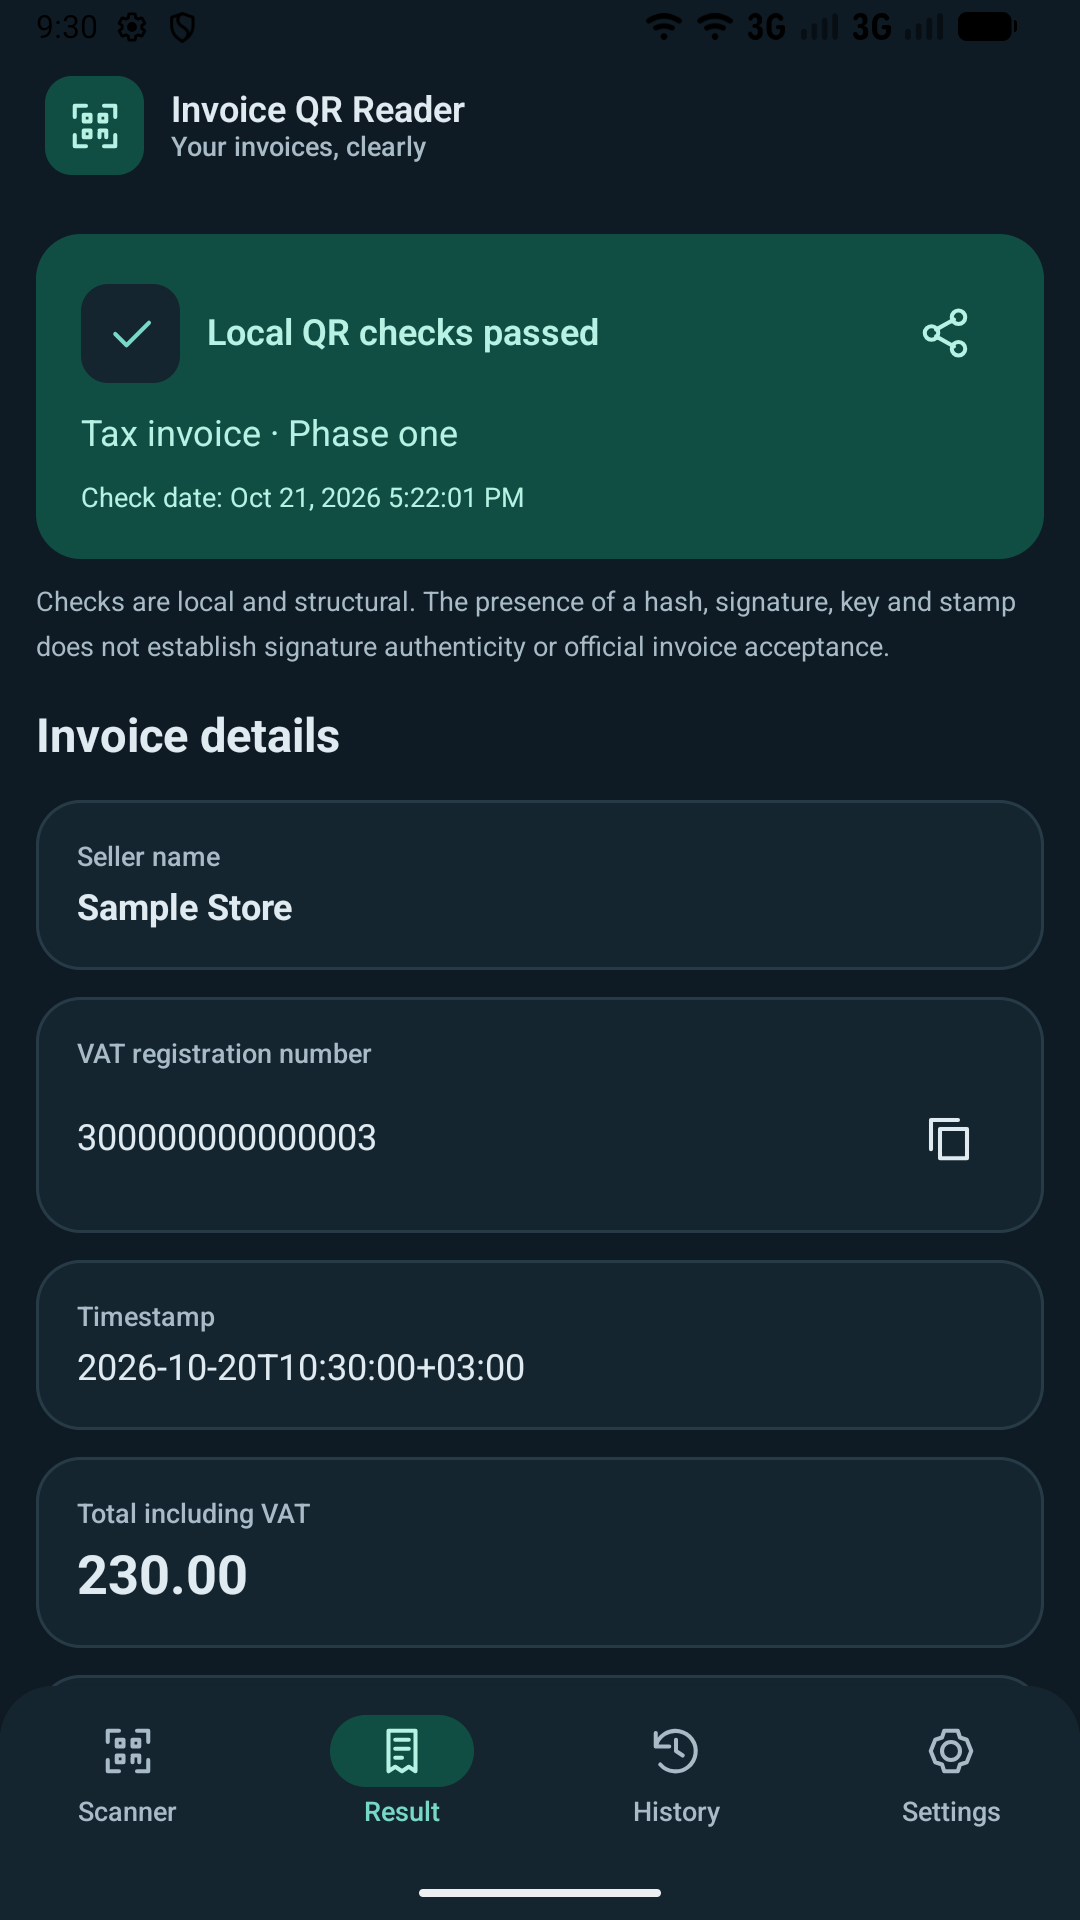 9:30 3G 3G
Invoice QR Reader
Your invoices, clearly
Local QR checks passed
Tax invoice · Phase one
Check date: Oct 21, 2026 5:22:01 PM
Checks are local and structural. The presence of a hash, signature, key and stamp
does not establish signature authenticity or official invoice acceptance.
Invoice details
Seller name
Sample Store
VAT registration number
300000000000003
Timestamp
2026-10-20T10:30:00+03:00
Total including VAT
230.00
Scanner Result History Settings